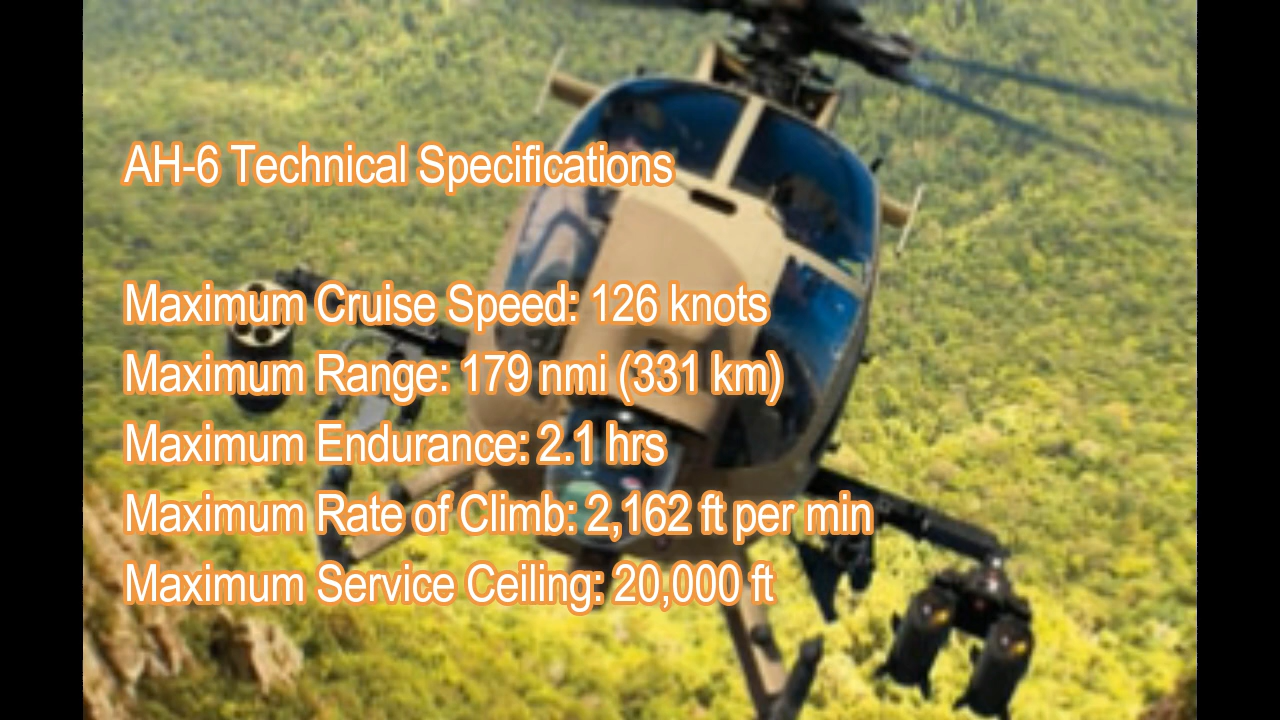 AH-6 Technical Specifications
Maximum Cruise Speed: 126 knots
Maximum Range: 179 nmi (331 km)
Maximum Endurance: 2.1 hrs
Maximum Rate of Climb: 2,162 ft per min
Maximum Service Ceiling: 20,000 ft